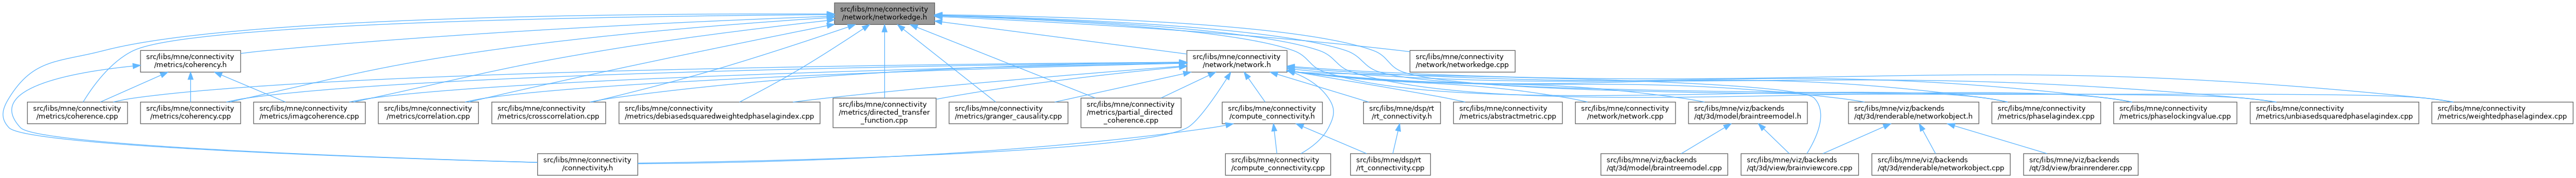 src/libs/mne/connectivity
/network/networkedge.h
src/libs/mne/connectivity
/metrics/coherency.h
src/libs/mne/connectivity
/network/network.h
src/libs/mne/connectivity
/network/networkedge.cpp
src/libs/mne/connectivity
/metrics/coherence.cpp
src/libs/mne/connectivity
/metrics/coherency.cpp
src/libs/mne/connectivity
/metrics/imagcoherence.cpp
src/libs/mne/connectivity
/metrics/correlation.cpp
src/libs/mne/connectivity
/metrics/crosscorrelation.cpp
src/libs/mne/connectivity
/metrics/debiasedsquaredweightedphaselagindex.cpp
src/libs/mne/connectivity
/metrics/directed_transfer
_function.cpp
src/libs/mne/connectivity
/metrics/granger_causality.cpp
src/libs/mne/connectivity
/metrics/partial_directed
_coherence.cpp
src/libs/mne/connectivity
/compute_connectivity.h
src/libs/mne/dsp/rt
/rt_connectivity.h
src/libs/mne/connectivity
/metrics/abstractmetric.cpp
src/libs/mne/connectivity
/network/network.cpp
src/libs/mne/viz/backends
/qt/3d/model/braintreemodel.h
src/libs/mne/viz/backends
/qt/3d/renderable/networkobject.h
src/libs/mne/connectivity
/metrics/phaselagindex.cpp
src/libs/mne/connectivity
/metrics/phaselockingvalue.cpp
src/libs/mne/connectivity
/metrics/unbiasedsquaredphaselagindex.cpp
src/libs/mne/connectivity
/metrics/weightedphaselagindex.cpp
src/libs/mne/connectivity
/connectivity.h
src/libs/mne/connectivity
/compute_connectivity.cpp
src/libs/mne/dsp/rt
/rt_connectivity.cpp
src/libs/mne/viz/backends
/qt/3d/model/braintreemodel.cpp
src/libs/mne/viz/backends
/qt/3d/view/brainviewcore.cpp
src/libs/mne/viz/backends
/qt/3d/renderable/networkobject.cpp
src/libs/mne/viz/backends
/qt/3d/view/brainrenderer.cpp